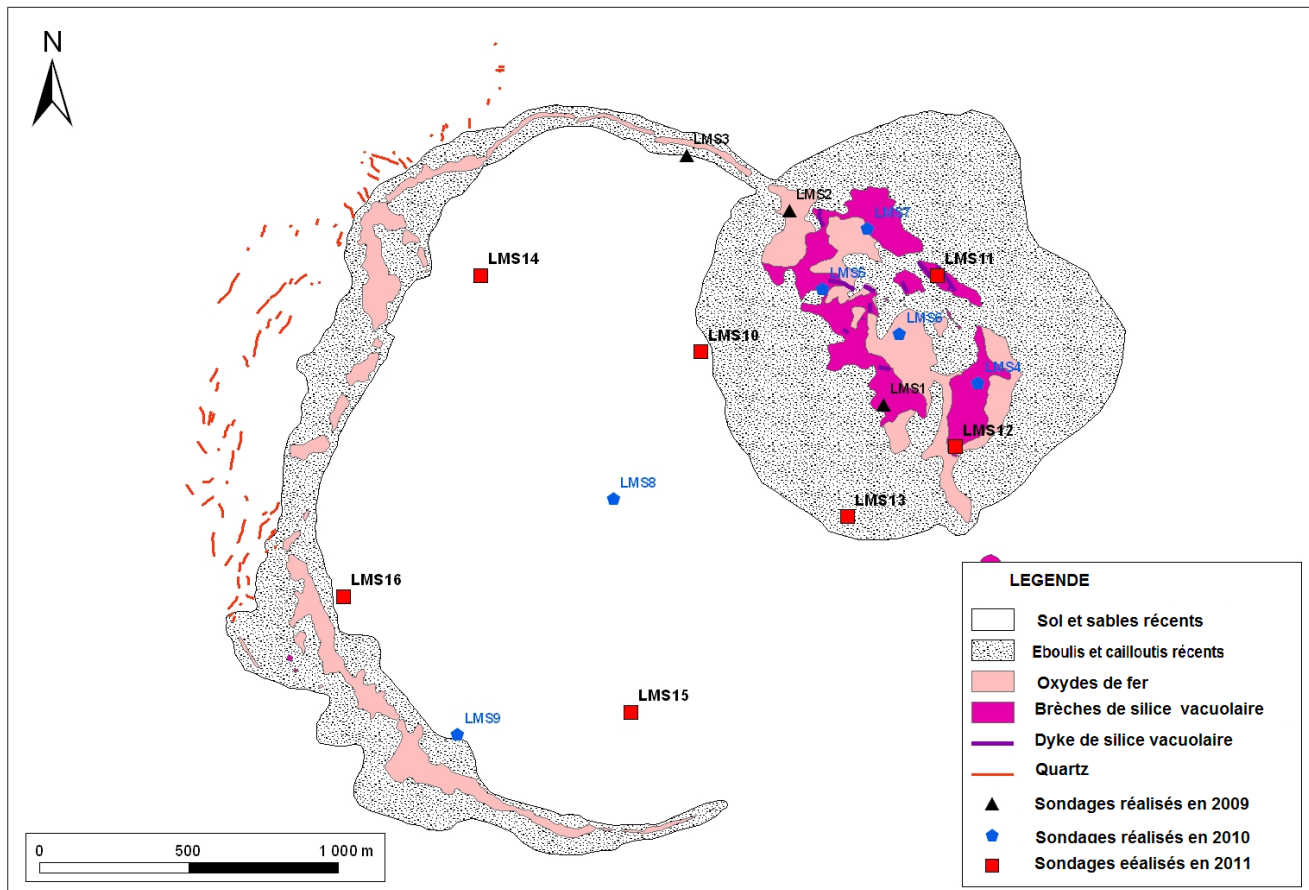 N
LMS3
LMS2
LMS7
LMS14
LMS11
LMS5
LMS6
LMS10
LMS4
LMS1
LMS12
LMS8
LMS13
LMS16
LMS15
LMS9
LEGENDE
Sol et sables récents
Eboulis et cailloutis récents
Oxydes de fer
Brèches de silice vacuolaire
Dyke de silice vacuolaire
Quartz
Sondages réalisés en 2009
Sondages réalisés en 2010
Sondages eéalisés en 2011
0 500 1 000 m